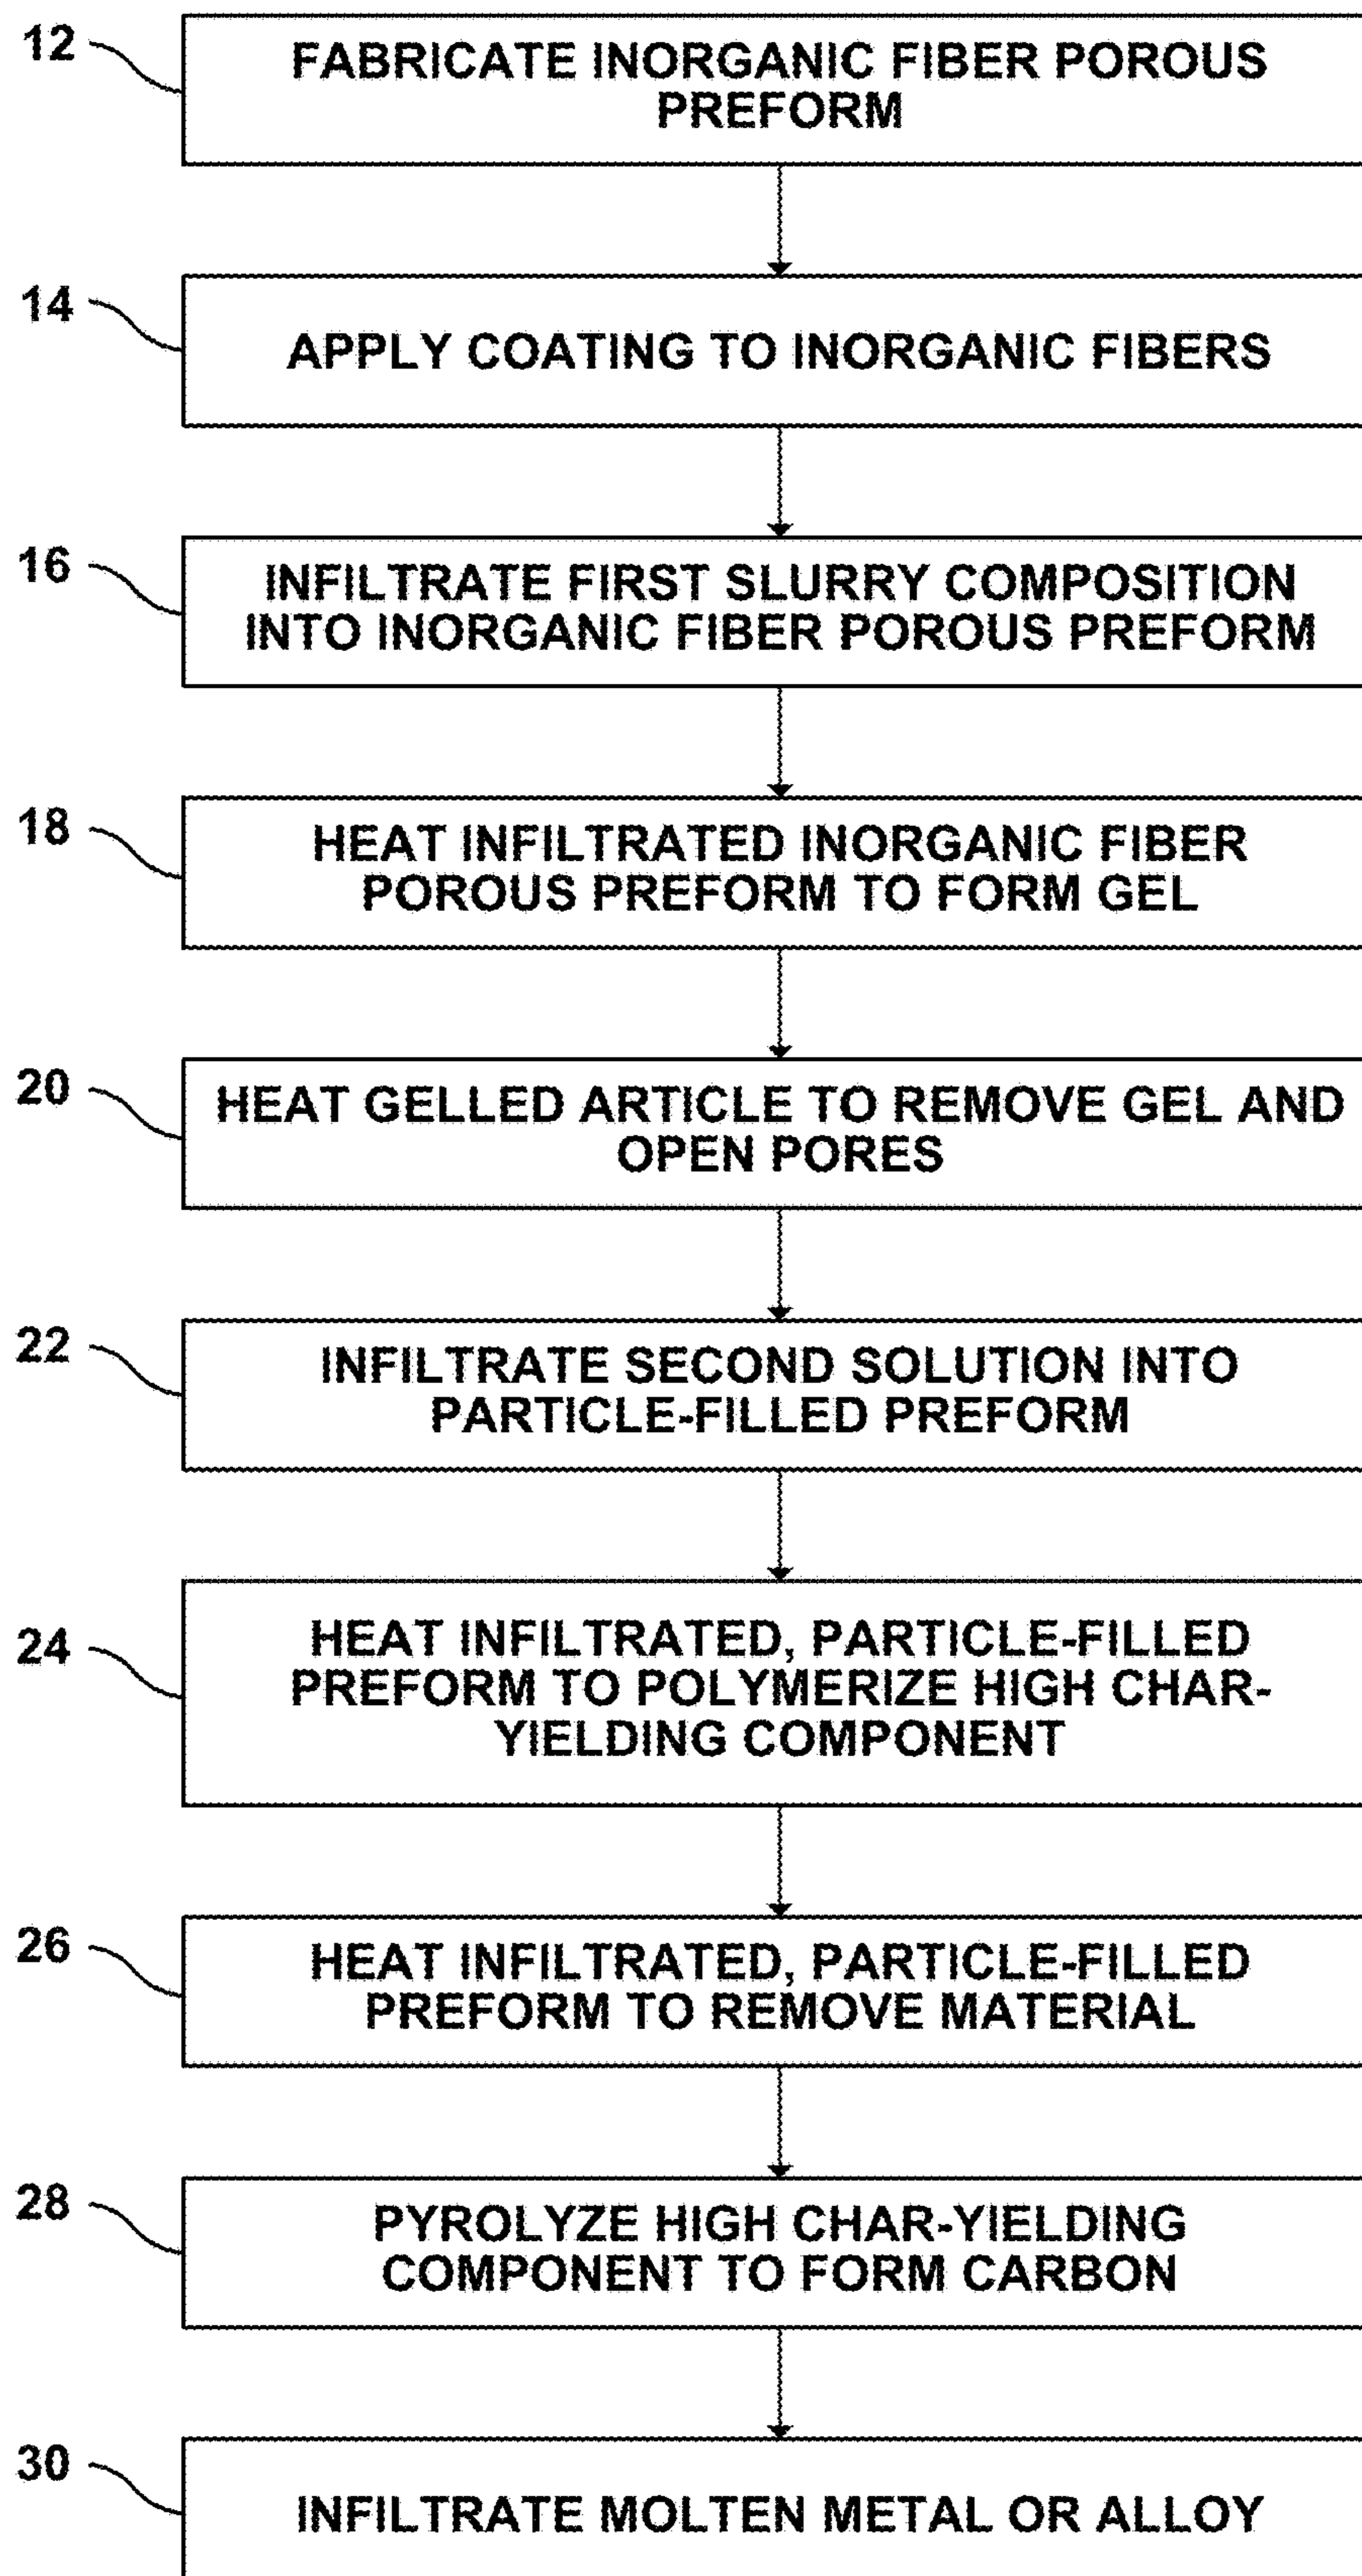 12
FABRICATE INORGANIC FIBER POROUS
PREFORM
14
APPLY COATING TO INORGANIC FIBERS
16
INFILTRATE FIRST SLURRY COMPOSITION
INTO INORGANIC FIBER POROUS PREFORM
18
HEAT INFILTRATED INORGANIC FIBER
POROUS PREFORM TO FORM GEL
20
HEAT GELLED ARTICLE TO REMOVE GEL AND
OPEN PORES
22
INFILTRATE SECOND SOLUTION INTO
PARTICLE-FILLED PREFORM
24
HEAT INFILTRATED, PARTICLE-FILLED
PREFORM TO POLYMERIZE HIGH CHAR-
YIELDING COMPONENT
26
HEAT INFILTRATED, PARTICLE-FILLED
PREFORM TO REMOVE MATERIAL
28
PYROLYZE HIGH CHAR-YIELDING
COMPONENT TO FORM CARBON
30
INFILTRATE MOLTEN METAL OR ALLOY